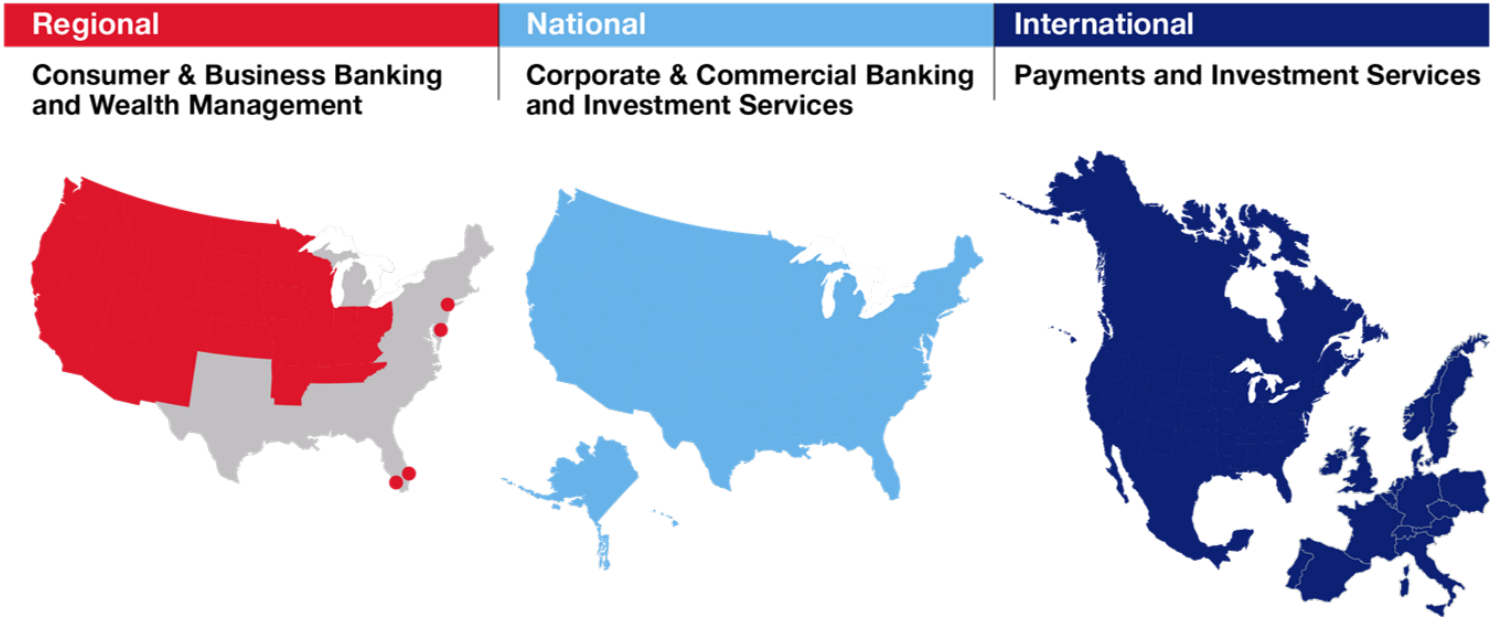 Regional
Consumer & Business Banking
and Wealth Management
National
Corporate & Commercial Banking
and Investment Services
International
Payments and Investment Services